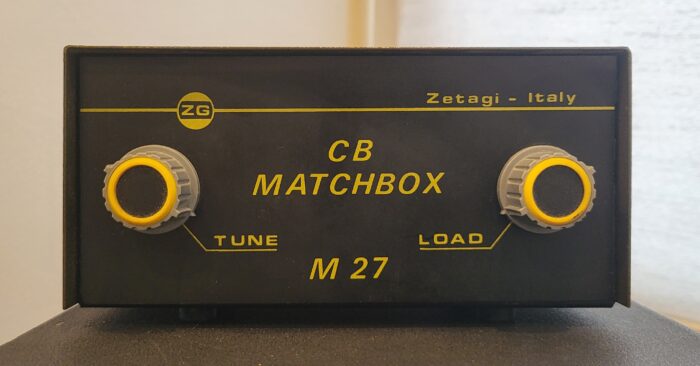 ZG
Zetagi - Italy
CB
MATCHBOX
TUNE
LOAD
M 27